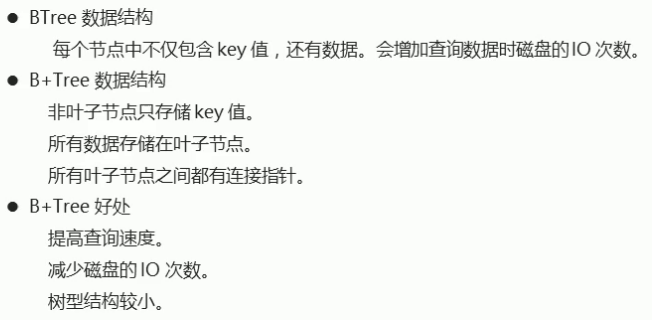 ● BTree 数据结构
每个节点中不仅包含 key 值，还有数据。会增加查询数据时磁盘的IO 次数。
● B+Tree 数据结构
非叶子节点只存储 key 值。
所有数据存储在叶子节点。
所有叶子节点之间都有连接指针。
● B+Tree 好处
提高查询速度。
减少磁盘的IO 次数。
树型结构较小。